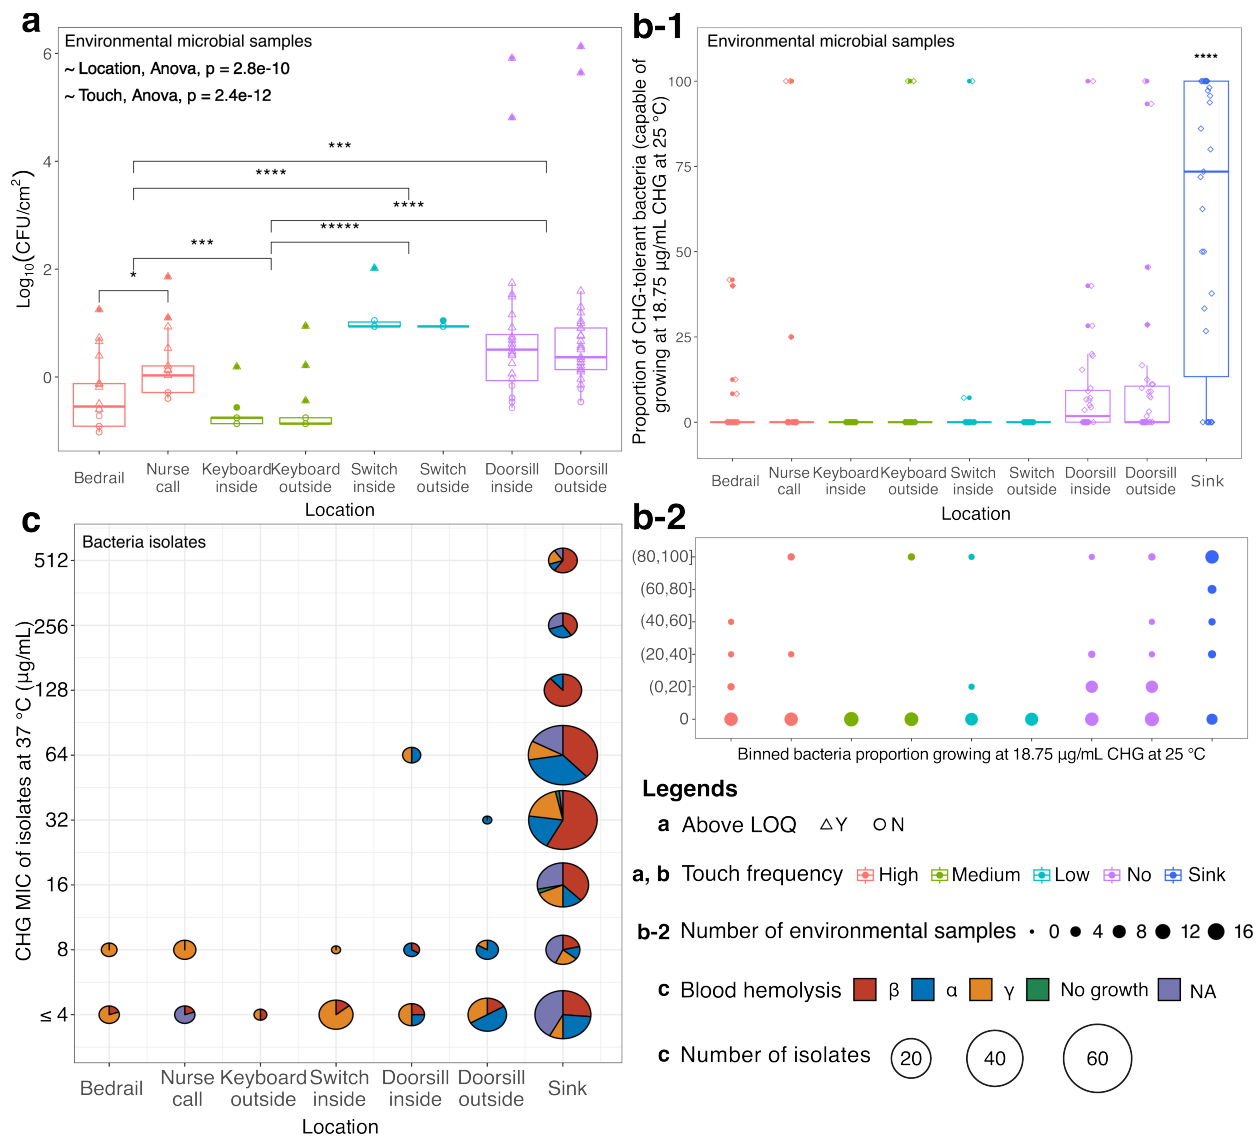 a
Environmental microbial samples
~ Location, Anova, p = 2.8e-10
~ Touch, Anova, p = 2.4e-12
Log10(CFU/cm2)
6
4
2
0
***
****
****
*****
***
*
Bedrail
Nurse call
Keyboard inside
Keyboard outside
Switch inside
Switch outside
Doorsill inside
Doorsill outside
Location
b-1
Environmental microbial samples
****
Proportion of CHG-tolerant bacteria (capable of
growing at 18.75 µg/mL CHG at 25 °C)
100
75
50
25
0
Bedrail
Nurse call
Keyboard inside
Keyboard outside
Switch inside
Switch outside
Doorsill inside
Doorsill outside
Sink
Location
c
Bacteria isolates
CHG MIC of isolates at 37 °C (µg/mL)
512
256
128
64
32
16
8
≤ 4
Bedrail
Nurse call
Keyboard outside
Switch inside
Doorsill inside
Doorsill outside
Sink
Location
b-2
(80,100]
(60,80]
(40,60]
(20,40]
(0,20]
0
Binned bacteria proportion growing at 18.75 µg/mL CHG at 25 °C
Legends
a Above LOQ Y N
a, b Touch frequency High Medium Low No Sink
b-2 Number of environmental samples 0 4 8 12 16
c Blood hemolysis β α γ No growth NA
c Number of isolates 20 40 60